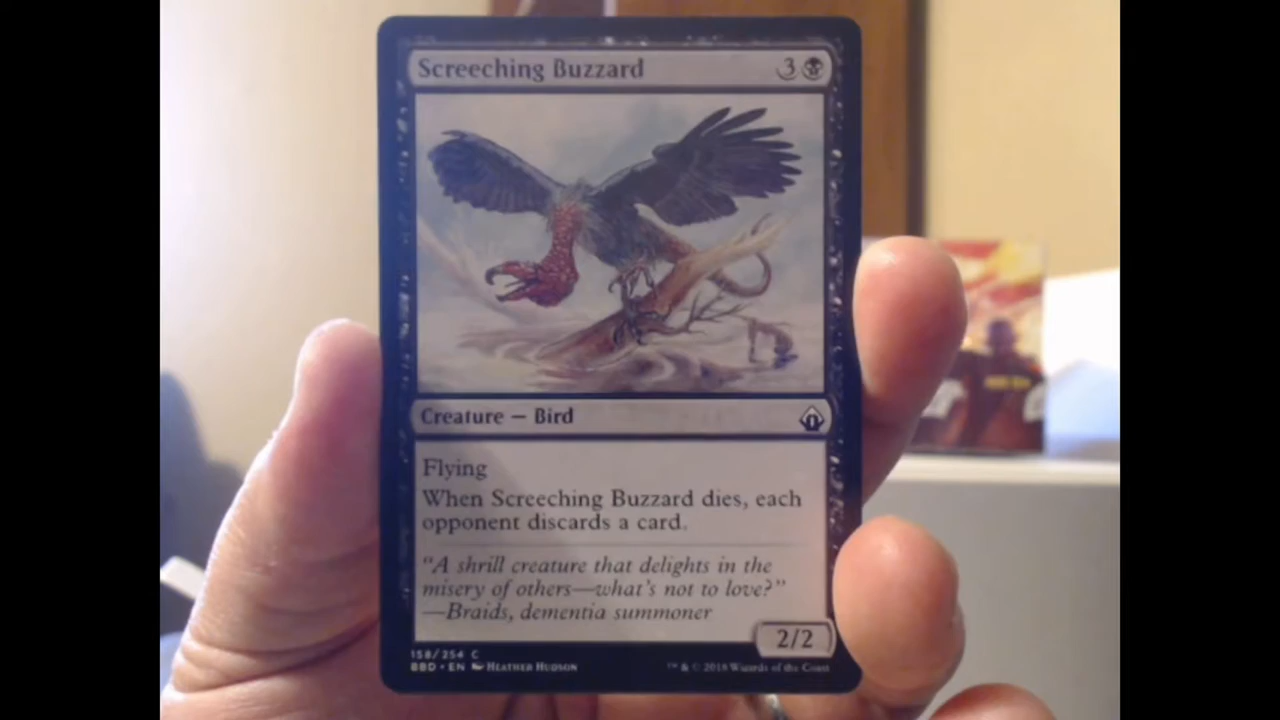 Screeching Buzzard 3
Creature — Bird
Flying
When Screeching Buzzard dies, each
opponent discards a card.
“A shrill creature that delights in the
misery of others—what’s not to love?”
—Braids, dementia summoner
2/2
158/254 C
BBD • EN Heather Hudson
™ & © 2018 Wizards of the Coast